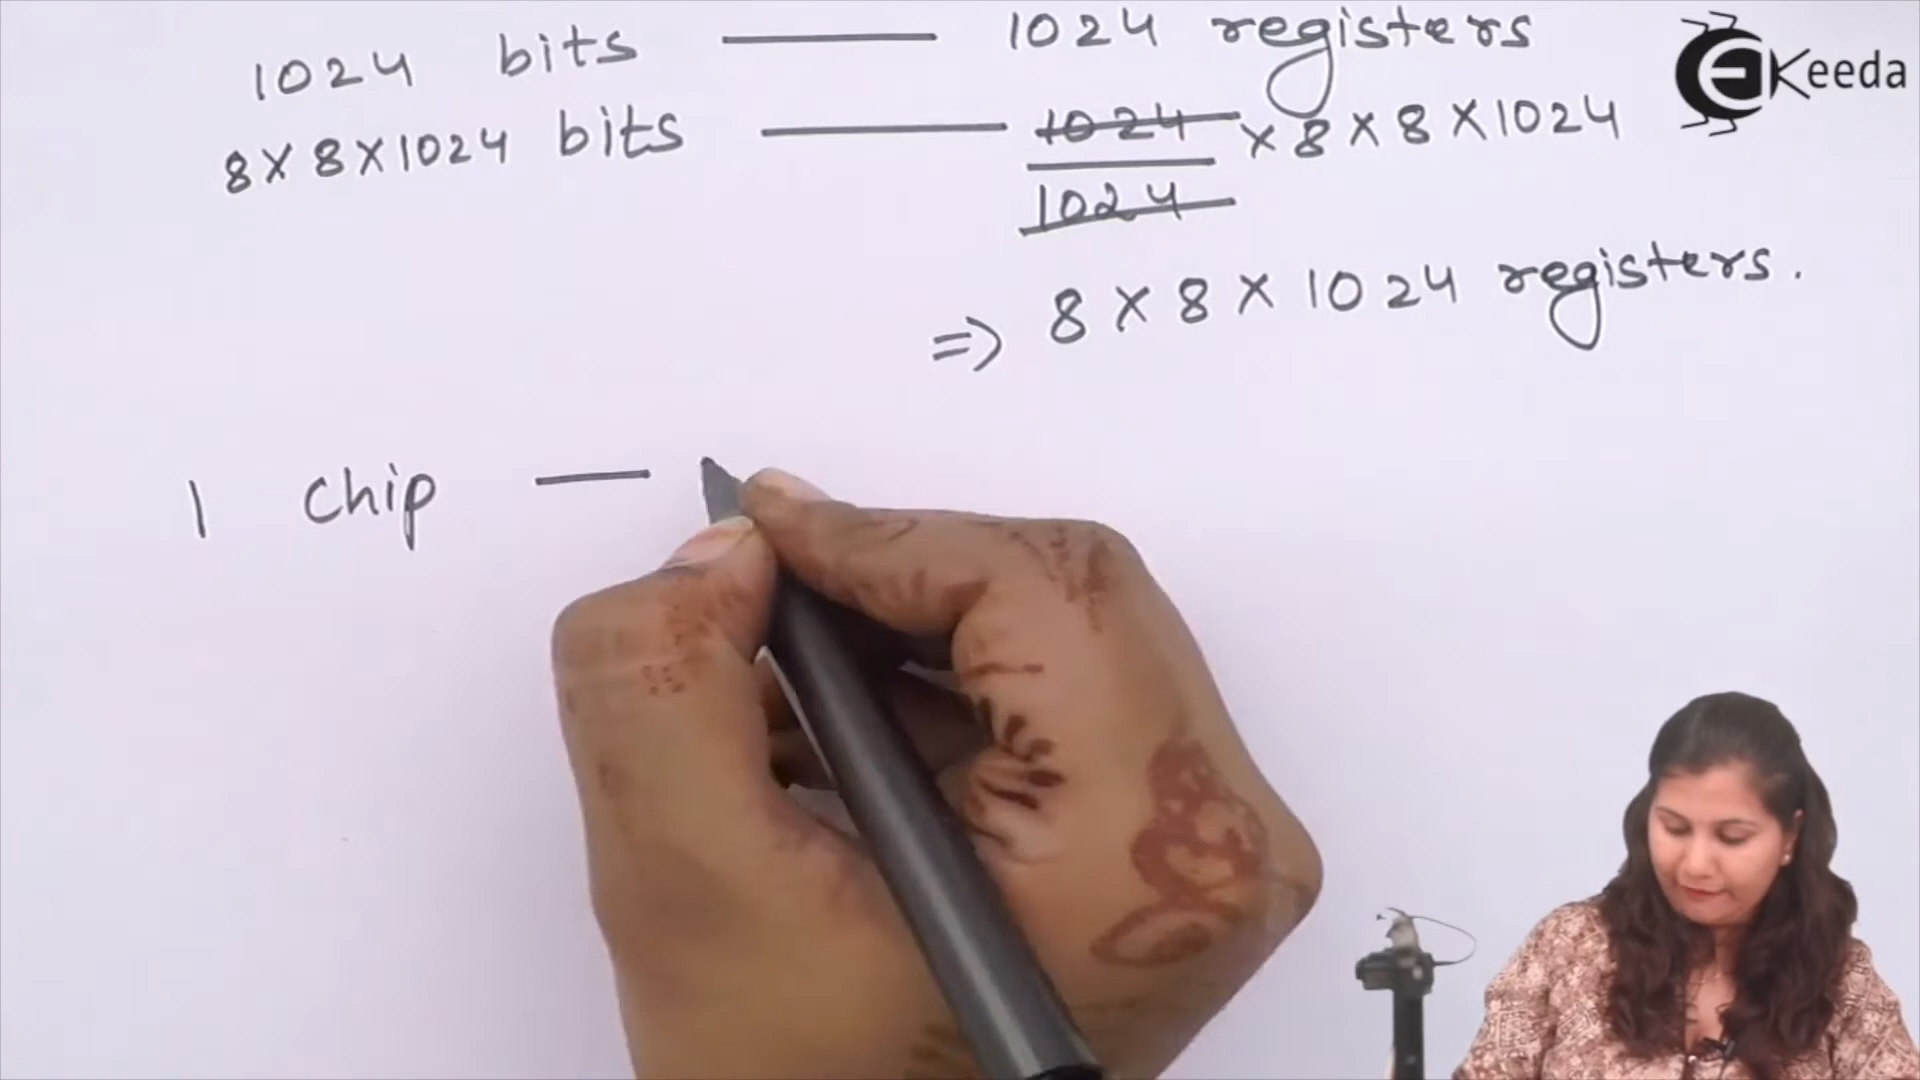 1024 bits — 1024 registers
8 X 8 X 1024 bits — 1024/1024 X 8 X 8 X 1024
=> 8 X 8 X 1024 registers.
1 Chip —
EKeeda